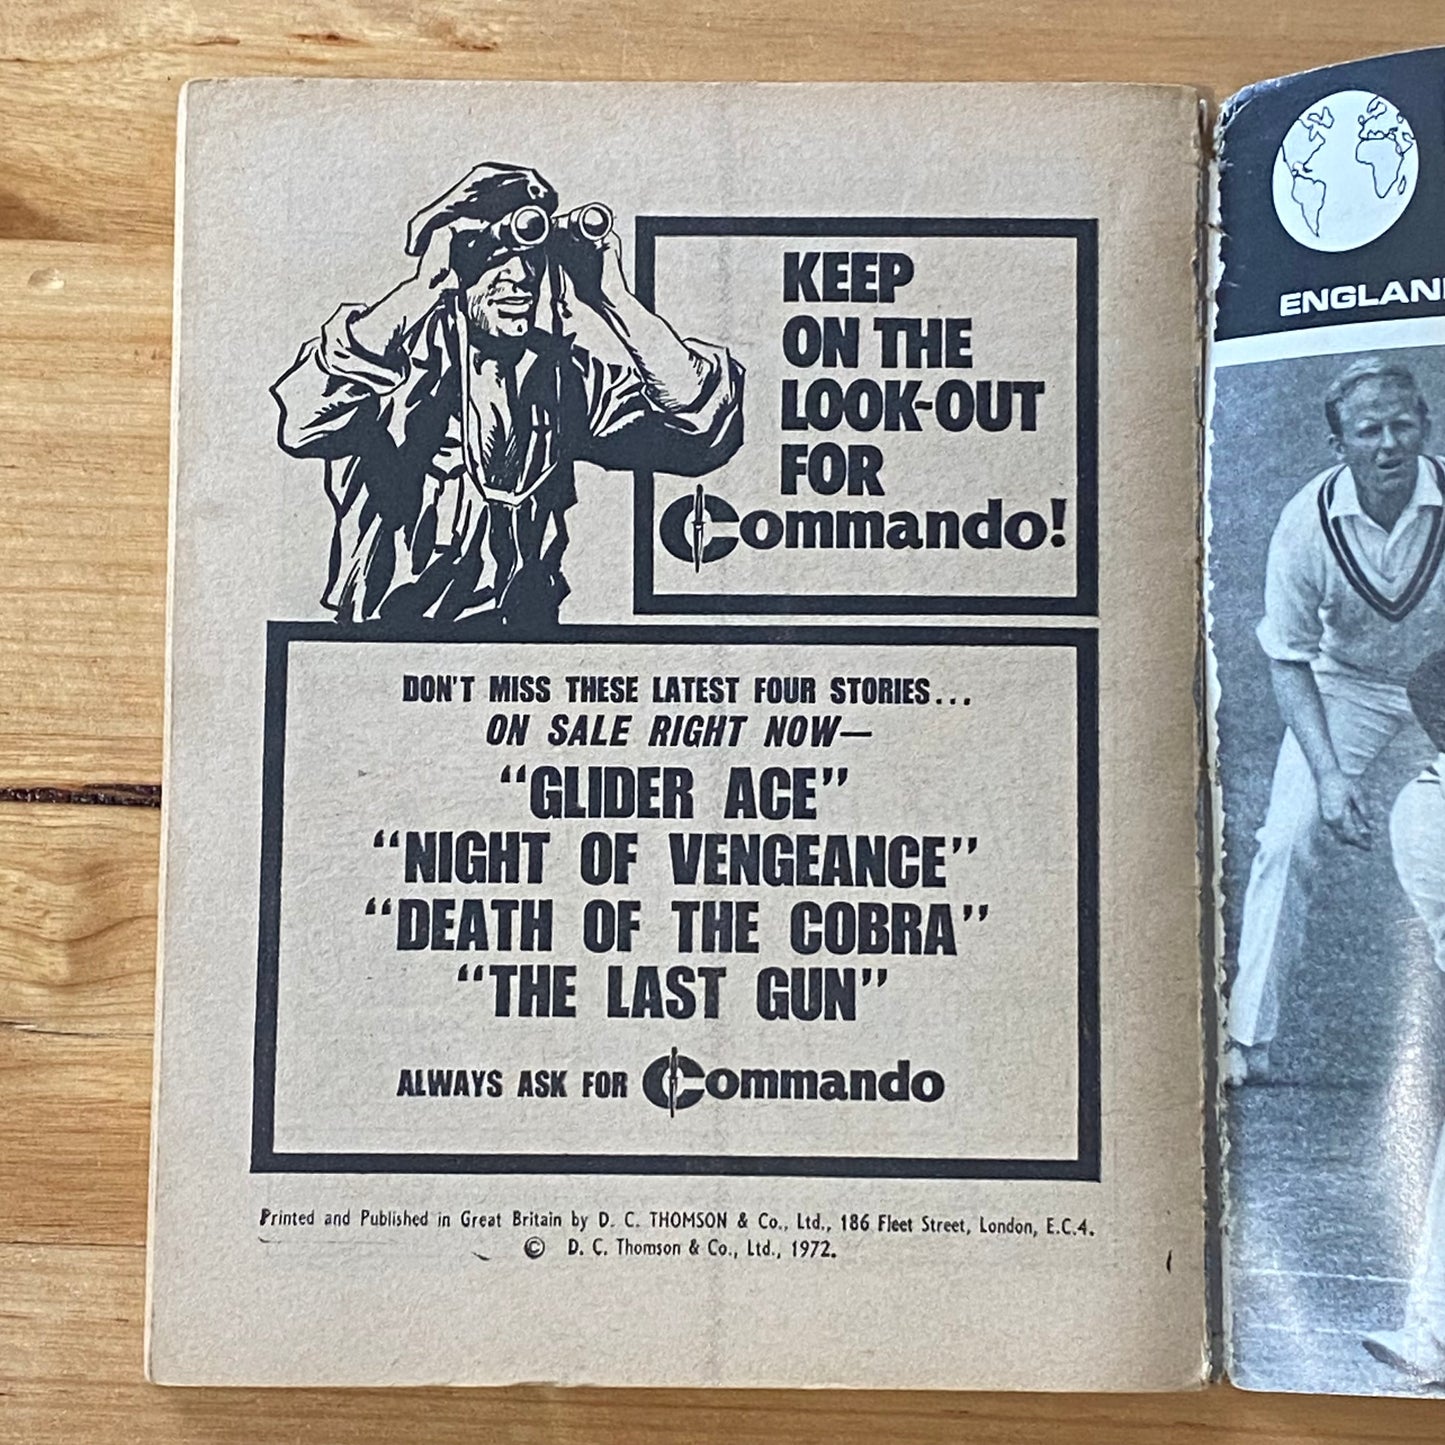 KEEP
ON THE
LOOK-OUT
FOR
Commando!
DON'T MISS THESE LATEST FOUR STORIES...
ON SALE RIGHT NOW—
“GLIDER ACE”
“NIGHT OF VENGEANCE”
“DEATH OF THE COBRA”
“THE LAST GUN”
ALWAYS ASK FOR Commando
Printed and Published in Great Britain by D. C. THOMSON & Co., Ltd., 186 Fleet Street, London, E.C.4.
© D. C. Thomson & Co., Ltd., 1972.